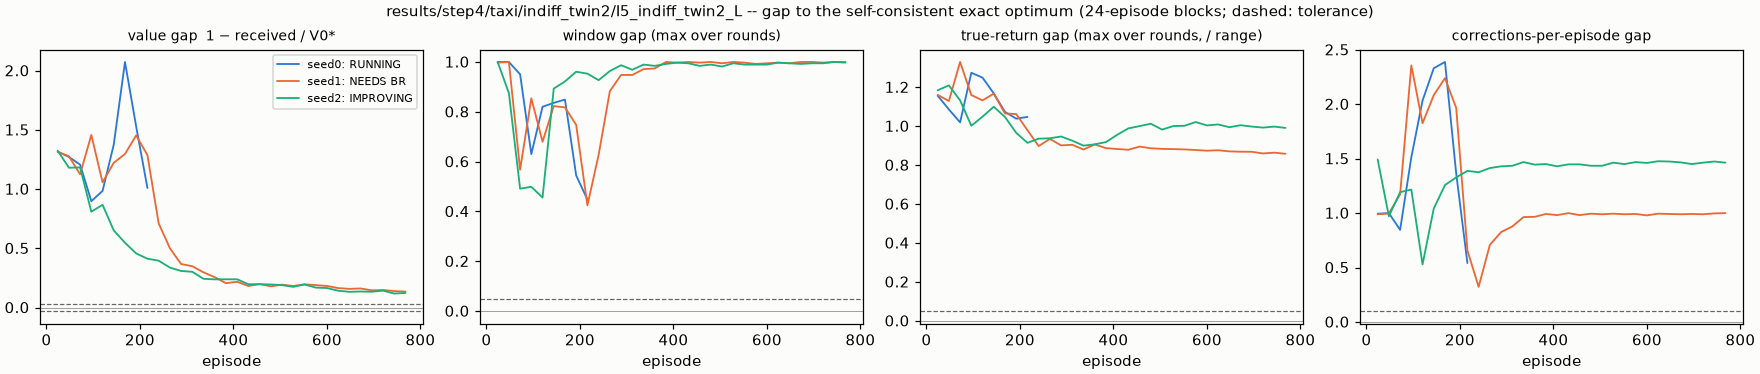 results/step4/taxi/indiff_twin2/I5_indiff_twin2_L -- gap to the self-consistent exact optimum (24-episode blocks; dashed: tolerance)
value gap 1 − received / V0*
2.0
1.5
1.0
0.5
0.0
seed0: RUNNING
seed1: NEEDS BR
seed2: IMPROVING
0 200 400 600 800
episode
window gap (max over rounds)
1.0
0.8
0.6
0.4
0.2
0.0
0 200 400 600 800
episode
true-return gap (max over rounds, / range)
1.2
1.0
0.8
0.6
0.4
0.2
0.0
0 200 400 600 800
episode
corrections-per-episode gap
2.5
2.0
1.5
1.0
0.5
0.0
0 200 400 600 800
episode